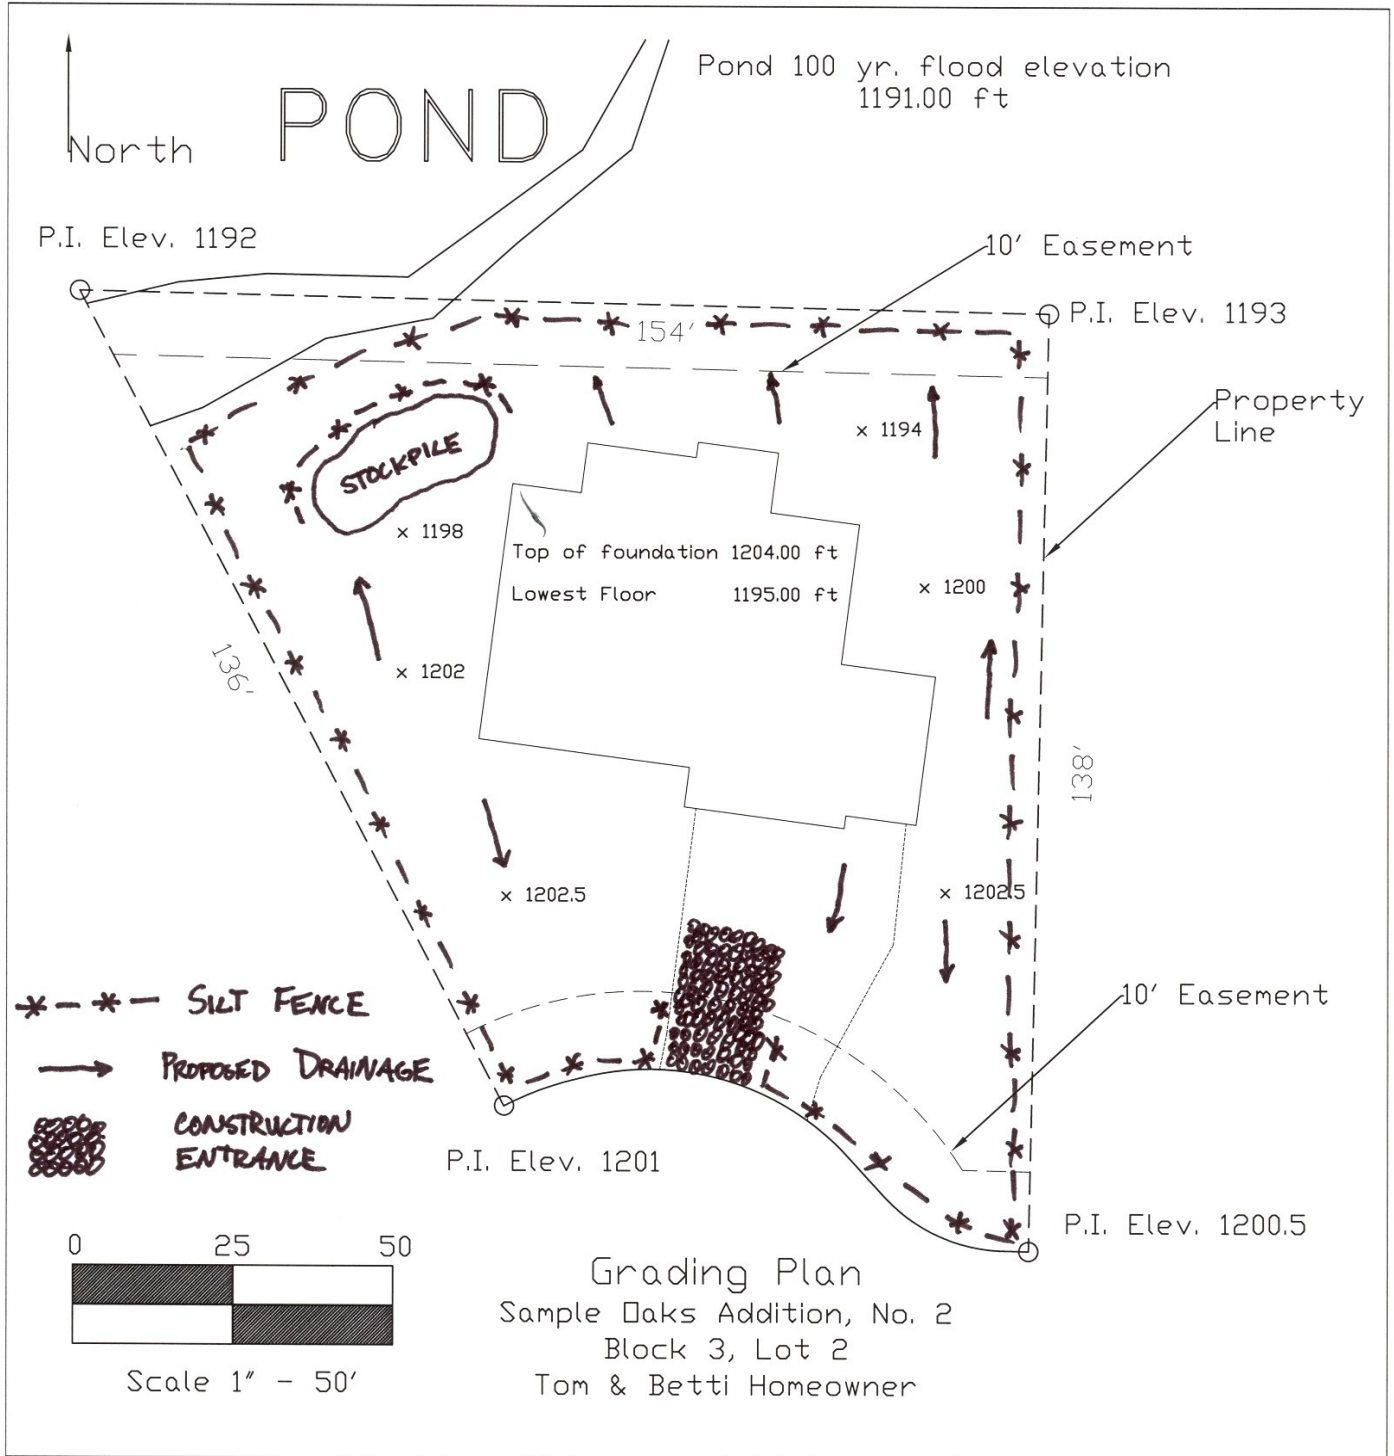 Pond 100 yr. flood elevation
1191.00 ft
North
POND
P.I. Elev. 1192
10' Easement
P.I. Elev. 1193
154'
Property
Line
x 1194
STOCKPILE
x 1198
Top of foundation 1204.00 ft
Lowest Floor 1195.00 ft
x 1200
136'
x 1202
138'
x 1202.5
x 1202.5
SILT FENCE
10' Easement
PROPOSED DRAINAGE
CONSTRUCTION
ENTRANCE
P.I. Elev. 1201
P.I. Elev. 1200.5
0 25 50
Scale 1" - 50'
Grading Plan
Sample Oaks Addition, No. 2
Block 3, Lot 2
Tom & Betti Homeowner